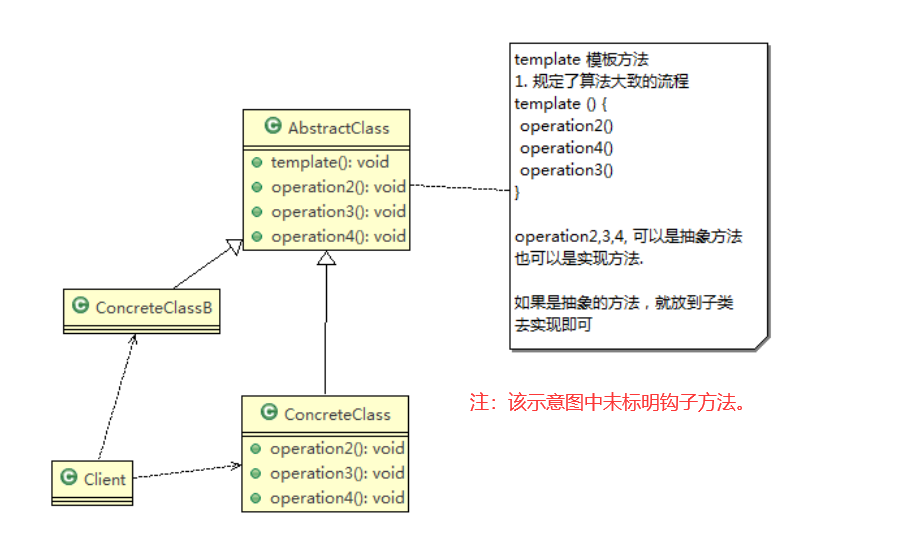 template 模板方法
1. 规定了算法大致的流程
template () {
operation2()
operation4()
operation3()
}
operation2,3,4, 可以是抽象方法
也可以是实现方法.
如果是抽象的方法，就放到子类
去实现即可
C AbstractClass
template(): void
operation2(): void
operation3(): void
operation4(): void
C ConcreteClassB
C ConcreteClass
operation2(): void
operation3(): void
operation4(): void
C Client
注：该示意图中未标明钩子方法。